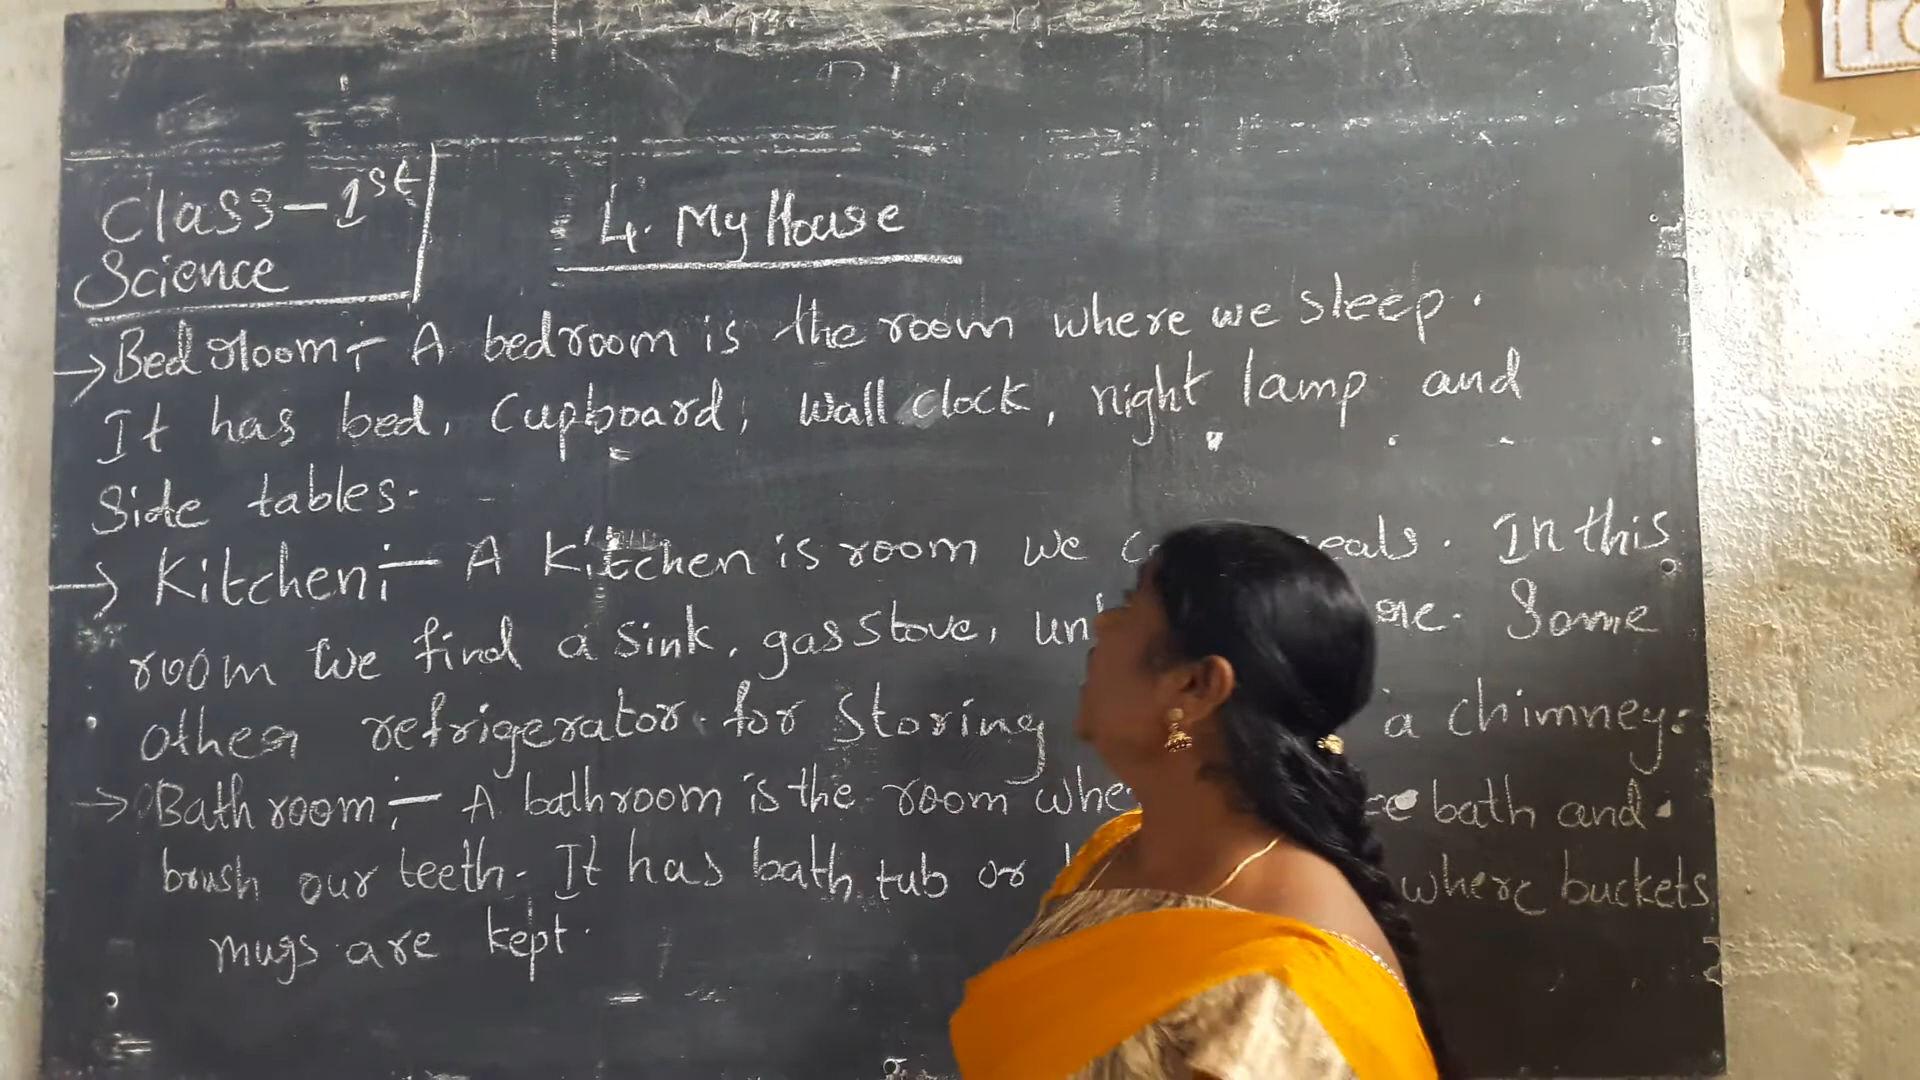 Class-1st
Science
4. My House
→ Bed room:- A bedroom is the room where we sleep.
It has bed, Cupboard, wall clock, night lamp and
Side tables.
→ Kitchen:- A Kitchen is room we . In this
room we find a sink, gas stove, . Some
other refrigerator for Storing a chimney.
→ Bath room:- A bathroom is the room bath and
brush our teeth. It has bath tub or where buckets
mugs are kept.